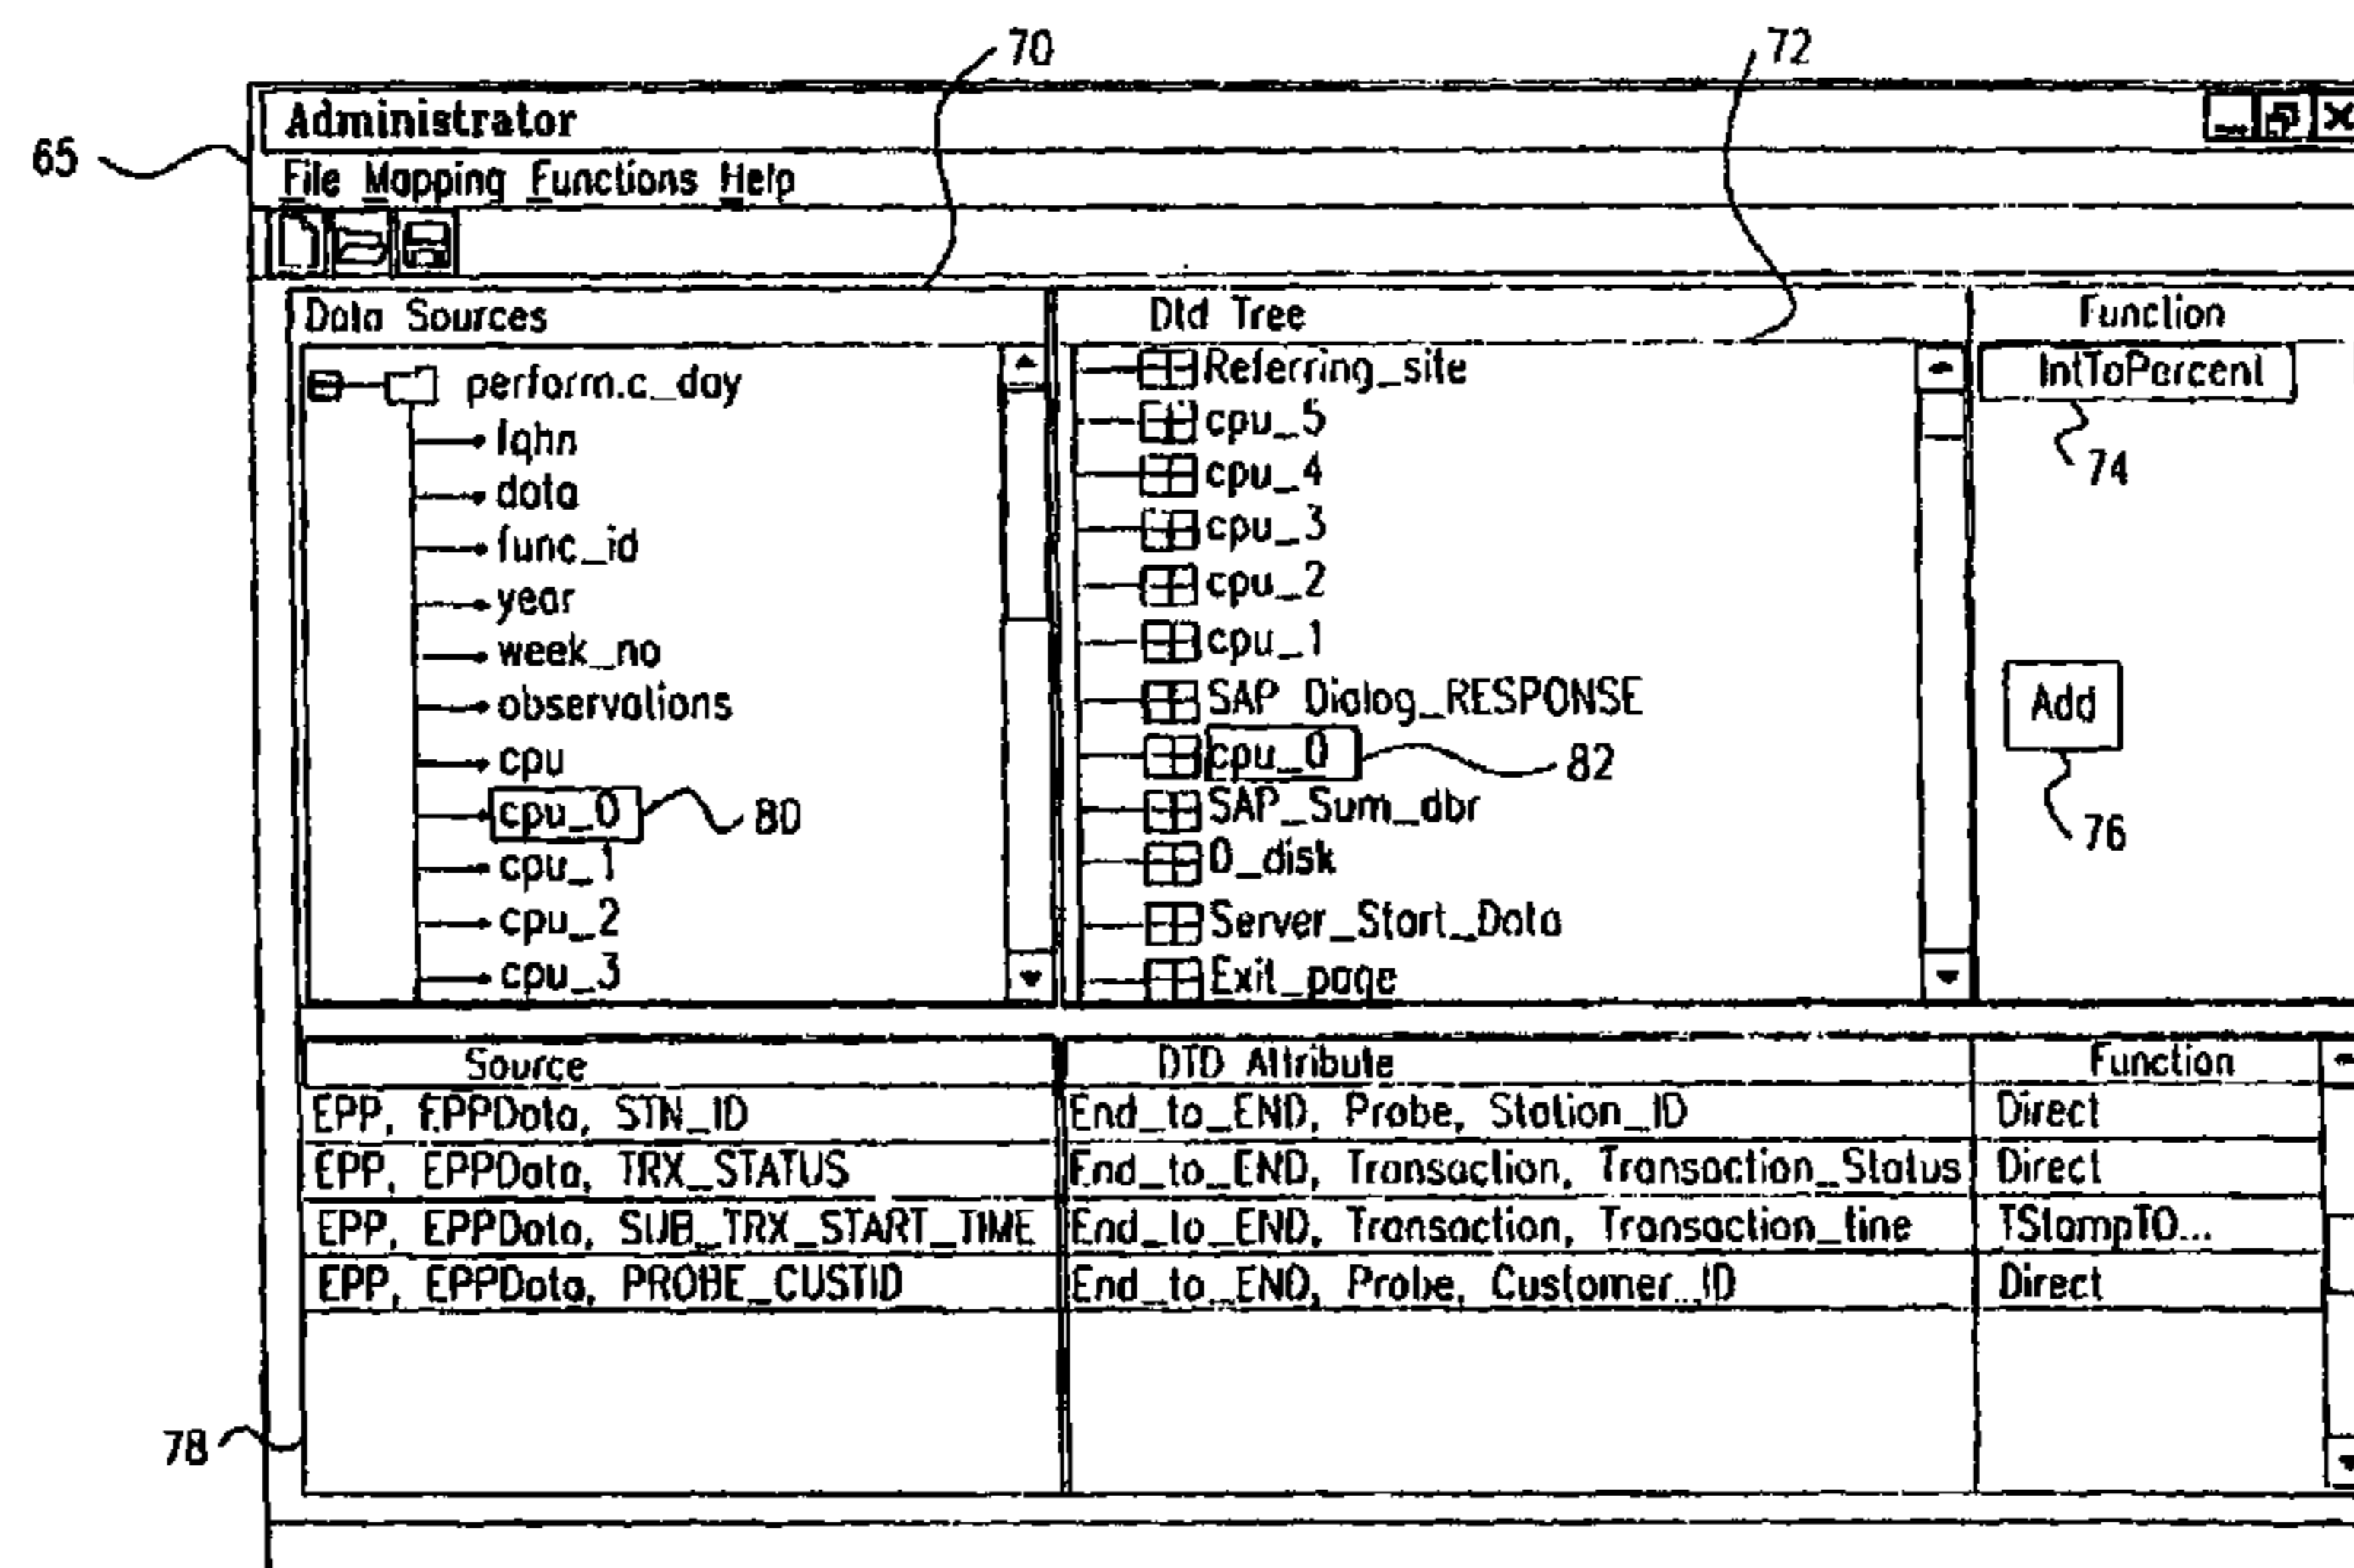 70
72
Administrator
65
File Mapping Functions Help
Data Sources
Dtd Tree
Function
perform.c_day
fqhn
data
func_id
year
week_no
observations
cpu
cpu_0
80
cpu_1
cpu_2
cpu_3
Referring_site
cpu_5
cpu_4
cpu_3
cpu_2
cpu_1
SAP_Dialog_RESPONSE
cpu_0
82
SAP_Sum_dbr
D_disk
Server_Start_Data
Exit_page
IntToPercent
74
Add
76
Source DTD Attribute Function
EPP, EPPData, STN_ID End_to_END, Probe, Station_ID Direct
EPP, EPPData, TRX_STATUS End_to_END, Transaction, Transaction_Status Direct
EPP, EPPData, SUB_TRX_START_TIME End_to_END, Transaction, Transaction_tine TStampTO...
EPP, EPPData, PROBE_CUSTID End_to_END, Probe, Customer_ID Direct
78